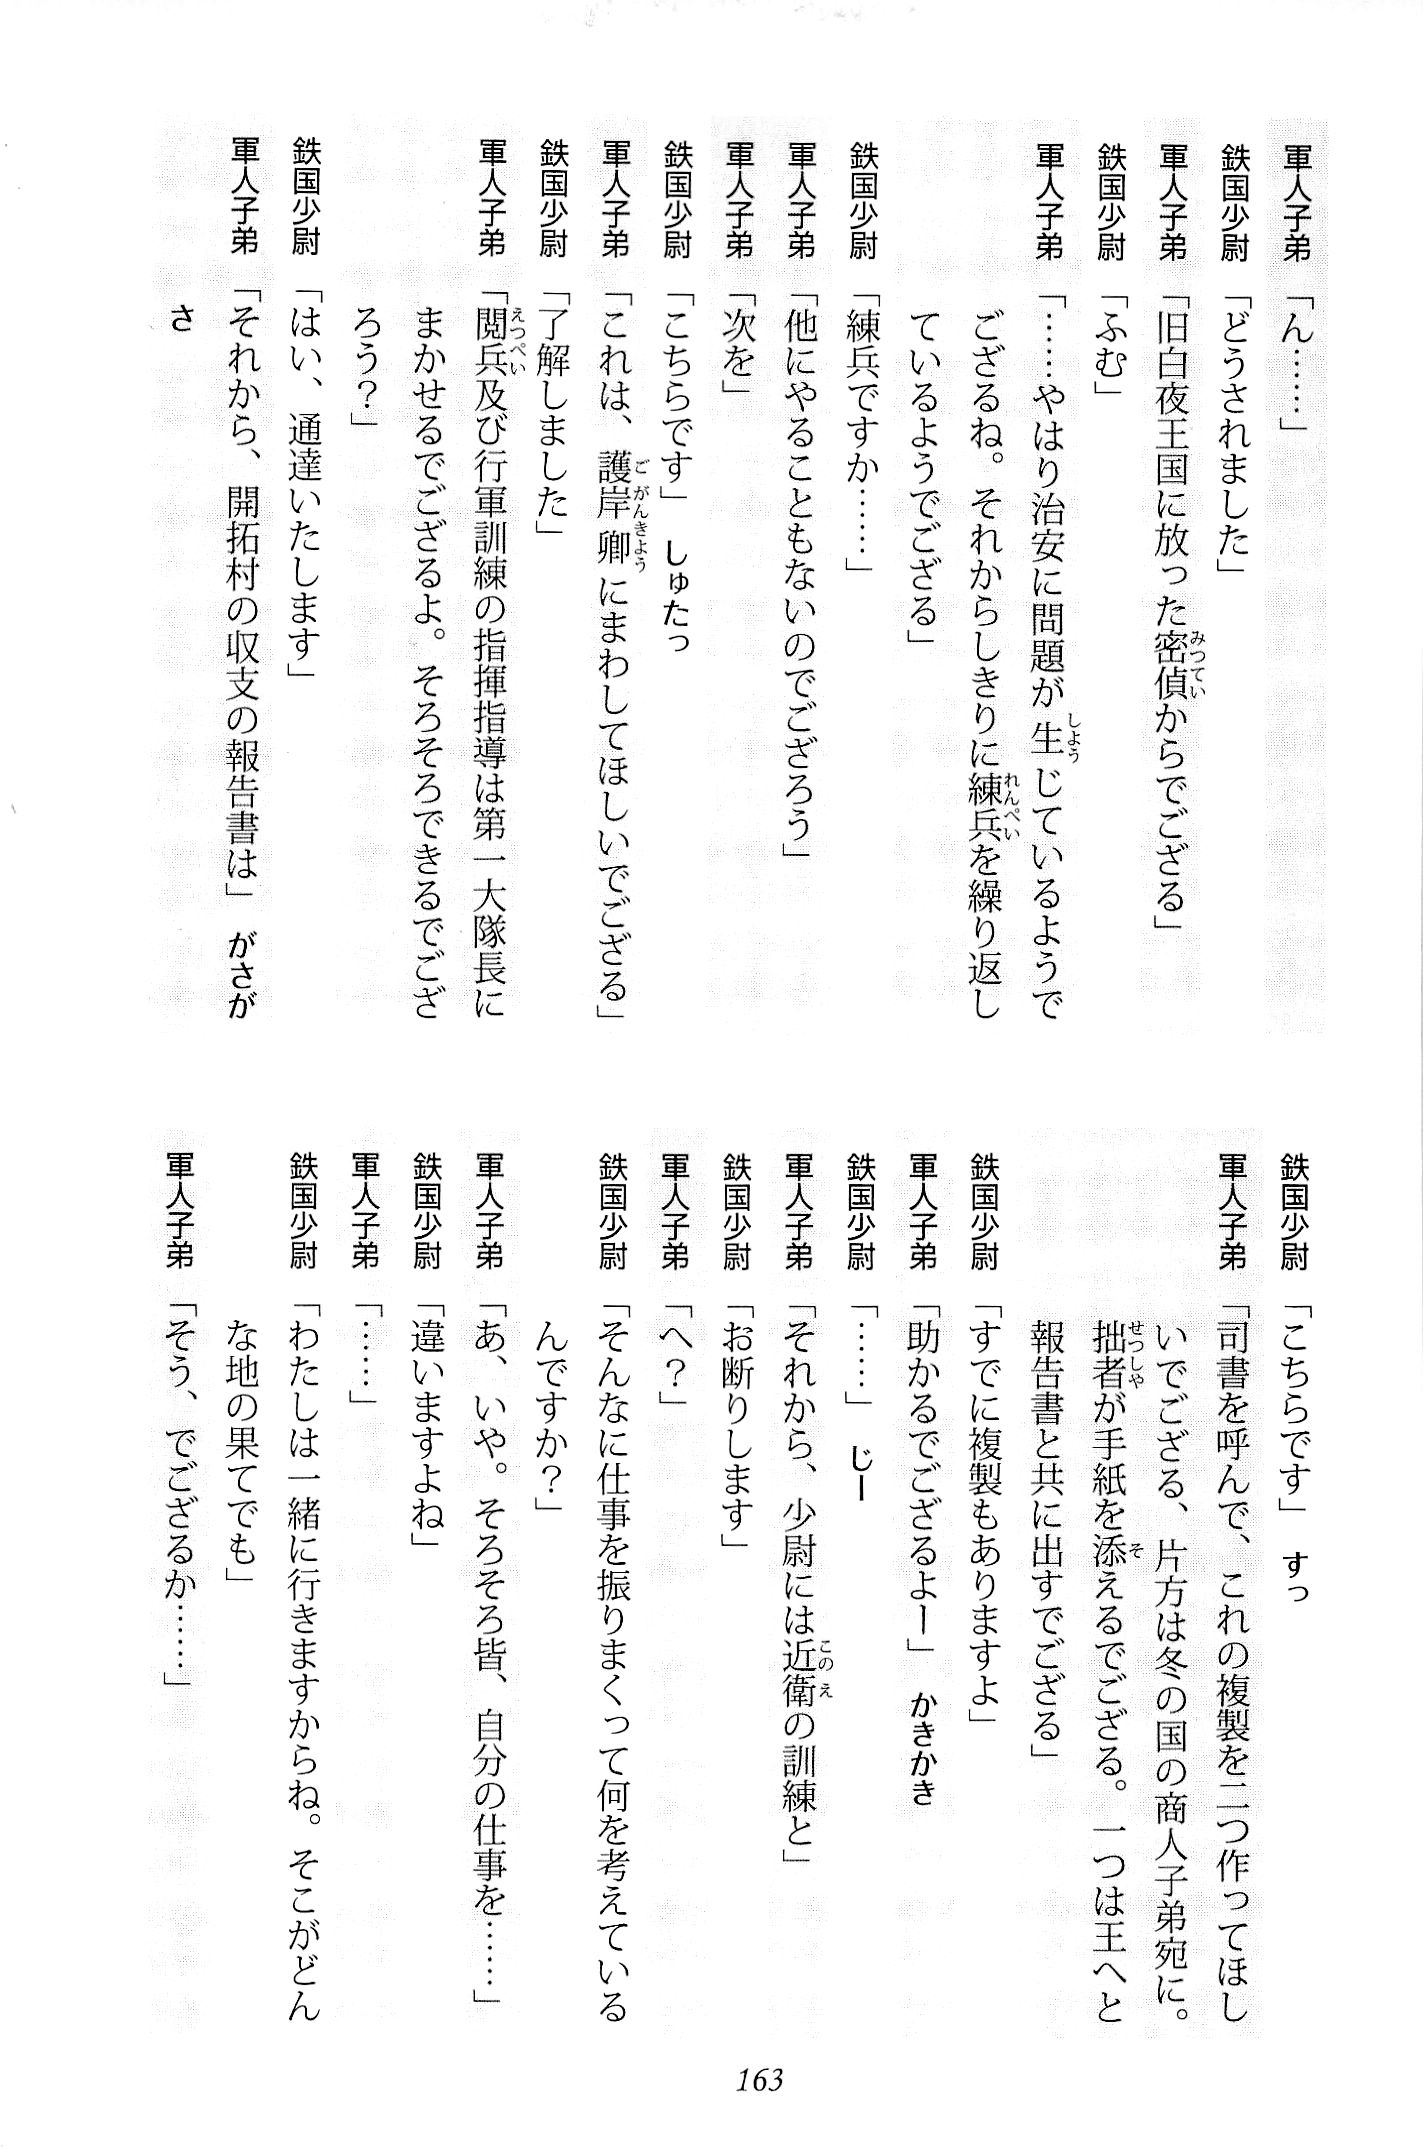 軍人子弟「ん……」
鉄国少尉「どうされました」
軍人子弟「旧白夜王国に放った密偵からでござる」
鉄国少尉「ふむ」
軍人子弟「……やはり治安に問題が生じているようで
ござるね。それからしきりに練兵を繰り返し
ているようでござる」
鉄国少尉「練兵ですか……」
軍人子弟「他にやることもないのでござろう」
軍人子弟「次を」
鉄国少尉「こちらです」　しゅたっ
軍人子弟「これは、護岸卿にまわしてほしいでござる」
鉄国少尉「了解しました」
軍人子弟「閲兵及び行軍訓練の指揮指導は第一大隊長に
まかせるでござるよ。そろそろできるでござ
ろう？」
鉄国少尉「はい、通達いたします」
軍人子弟「それから、開拓村の収支の報告書は」　がさが
さ
鉄国少尉「こちらです」　すっ
軍人子弟「司書を呼んで、これの複製を二つ作ってほし
いでござる、片方は冬の国の商人子弟宛に。
拙者が手紙を添えるでござる。一つは王へと
報告書と共に出すでござる」
鉄国少尉「すでに複製もありますよ」
軍人子弟「助かるでござるよー」　かきかき
鉄国少尉「……」　じー
軍人子弟「それから、少尉には近衛の訓練と」
鉄国少尉「お断りします」
軍人子弟「へ？」
鉄国少尉「そんなに仕事を振りまくって何を考えている
んですか？」
軍人子弟「あ、いや。そろそろ皆、自分の仕事を……」
鉄国少尉「違いますよね」
軍人子弟「……」
鉄国少尉「わたしは一緒に行きますからね。そこがどん
な地の果てでも」
軍人子弟「そう、でござるか……」
163